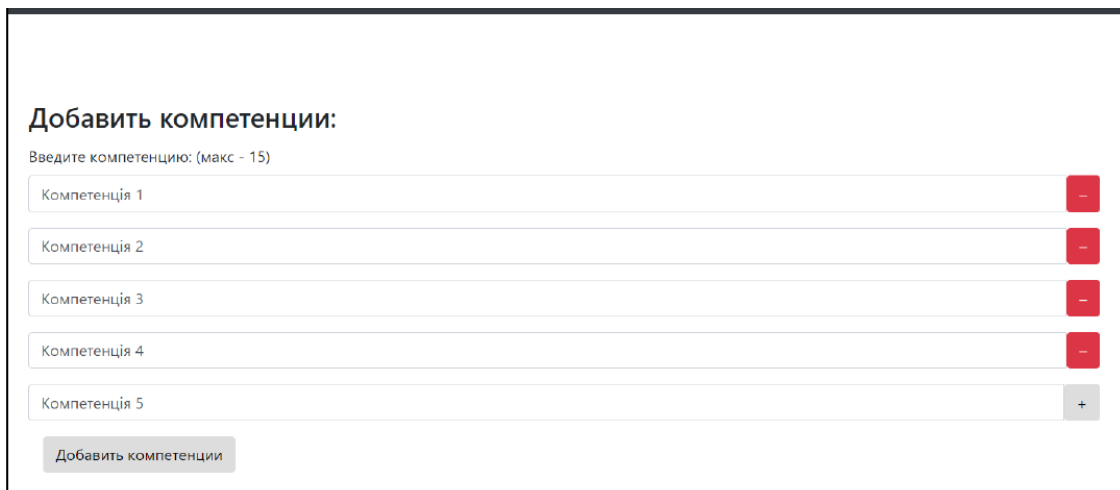 Добавить компетенции:
Введите компетенцию: (макс - 15)
Компетенція 1 –
Компетенція 2 –
Компетенція 3 –
Компетенція 4 –
Компетенція 5 +
Добавить компетенции